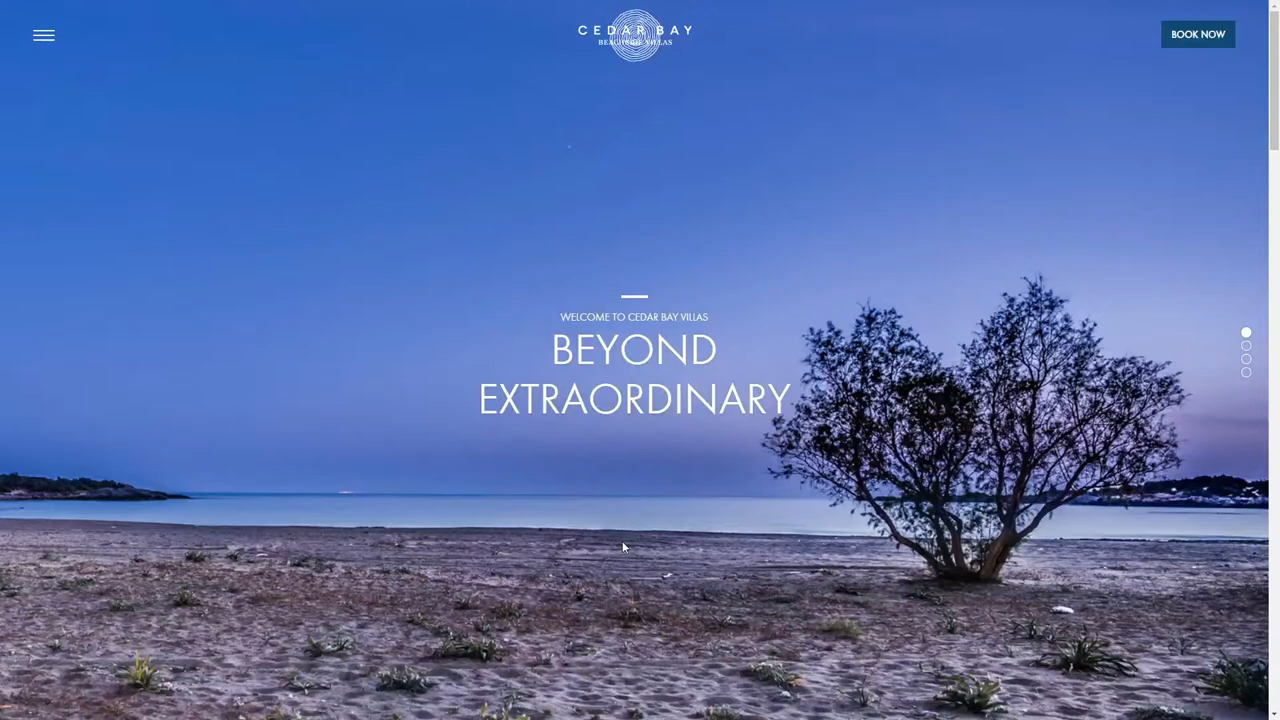 CEDAR BAY
BEACHSIDE VILLAS
BOOK NOW
WELCOME TO CEDAR BAY VILLAS
BEYOND
EXTRAORDINARY